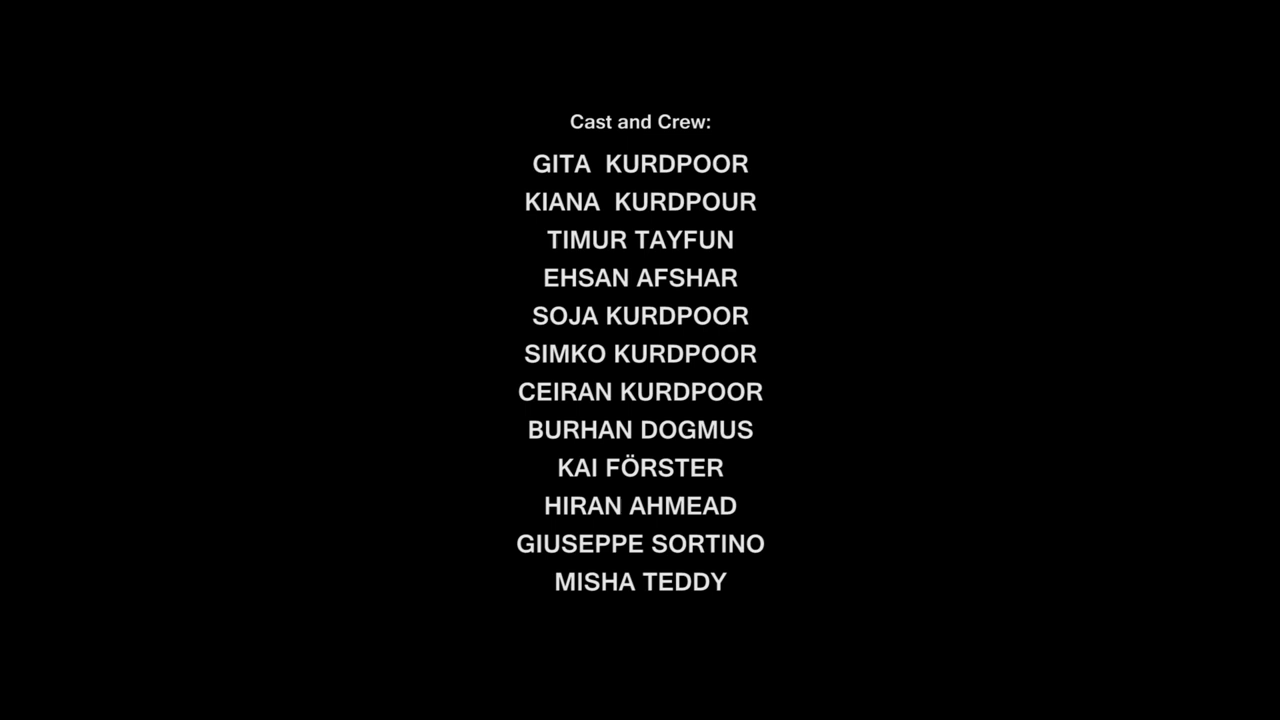 Cast and Crew:
GITA  KURDPOOR
KIANA  KURDPOUR
TIMUR TAYFUN
EHSAN AFSHAR
SOJA KURDPOOR
SIMKO KURDPOOR
CEIRAN KURDPOOR
BURHAN DOGMUS
KAI FÖRSTER
HIRAN AHMEAD
GIUSEPPE SORTINO
MISHA TEDDY